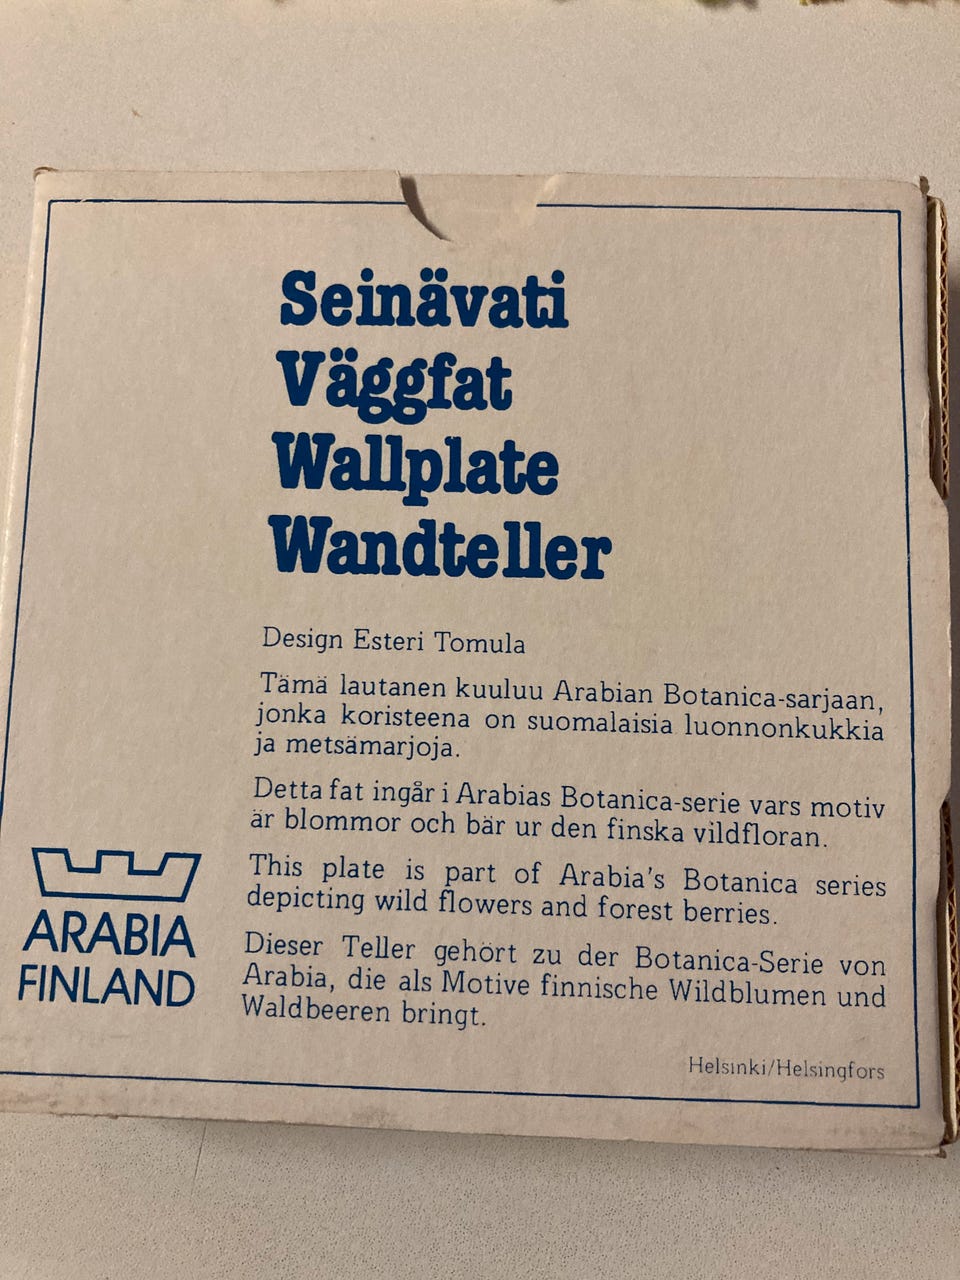 Seinävati
Väggfat
Wallplate
Wandteller
Design Esteri Tomula
Tämä lautanen kuuluu Arabian Botanica-sarjaan,
jonka koristeena on suomalaisia luonnonkukkia
ja metsämarjoja.
Detta fat ingår i Arabias Botanica-serie vars motiv
är blommor och bär ur den finska vildfloran.
This plate is part of Arabia's Botanica series
depicting wild flowers and forest berries.
Dieser Teller gehört zu der Botanica-Serie von
Arabia, die als Motive finnische Wildblumen und
Waldbeeren bringt.
ARABIA
FINLAND
Helsinki/Helsingfors